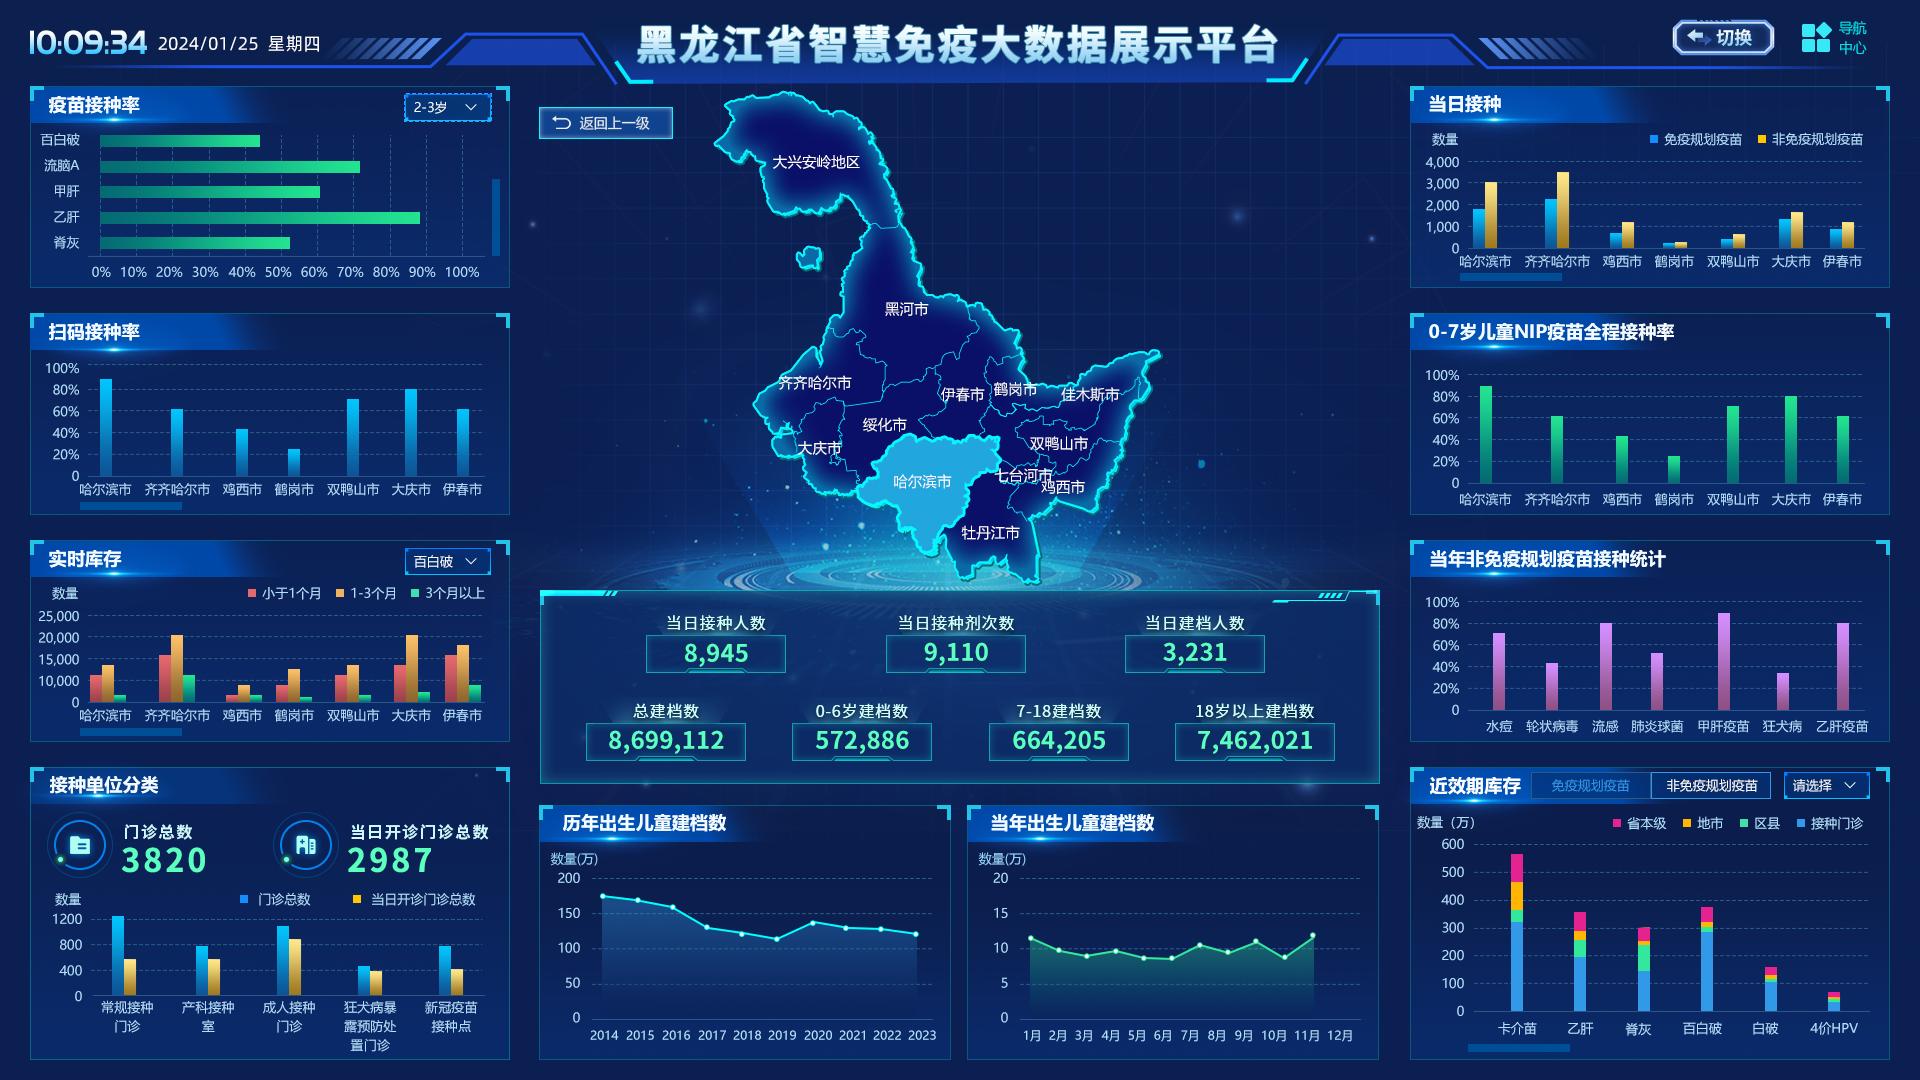 10:09:34 2024/01/25 星期四
黑龙江省智慧免疫大数据展示平台
切换
导航
中心
疫苗接种率
2-3岁
百白破
流脑A
甲肝
乙肝
脊灰
0% 10% 20% 30% 40% 50% 60% 70% 80% 90% 100%
扫码接种率
100%
80%
60%
40%
20%
0
哈尔滨市 齐齐哈尔市 鸡西市 鹤岗市 双鸭山市 大庆市 伊春市
实时库存
百白破
数量
小于1个月 1-3个月 3个月以上
25,000
20,000
15,000
10,000
0
哈尔滨市 齐齐哈尔市 鸡西市 鹤岗市 双鸭山市 大庆市 伊春市
接种单位分类
门诊总数
3820
当日开诊门诊总数
2987
数量
门诊总数 当日开诊门诊总数
1200
800
400
0
常规接种
门诊
产科接种
室
成人接种
门诊
狂犬病暴
露预防处
置门诊
新冠疫苗
接种点
返回上一级
大兴安岭地区
黑河市
齐齐哈尔市
伊春市
鹤岗市
佳木斯市
绥化市
大庆市
双鸭山市
七台河市
鸡西市
哈尔滨市
牡丹江市
当日接种人数
8,945
当日接种剂次数
9,110
当日建档人数
3,231
总建档数
8,699,112
0-6岁建档数
572,886
7-18建档数
664,205
18岁以上建档数
7,462,021
历年出生儿童建档数
数量(万)
200
150
100
50
0
2014 2015 2016 2017 2018 2019 2020 2021 2022 2023
当年出生儿童建档数
数量(万)
20
15
10
5
0
1月 2月 3月 4月 5月 6月 7月 8月 9月 10月 11月 12月
当日接种
数量
免疫规划疫苗 非免疫规划疫苗
4,000
3,000
2,000
1,000
0
哈尔滨市 齐齐哈尔市 鸡西市 鹤岗市 双鸭山市 大庆市 伊春市
0-7岁儿童NIP疫苗全程接种率
100%
80%
60%
40%
20%
0
哈尔滨市 齐齐哈尔市 鸡西市 鹤岗市 双鸭山市 大庆市 伊春市
当年非免疫规划疫苗接种统计
100%
80%
60%
40%
20%
0
水痘 轮状病毒 流感 肺炎球菌 甲肝疫苗 狂犬病 乙肝疫苗
近效期库存
免疫规划疫苗 非免疫规划疫苗 请选择
数量（万）
省本级 地市 区县 接种门诊
600
500
400
300
200
100
0
卡介苗 乙肝 脊灰 百白破 白破 4价HPV